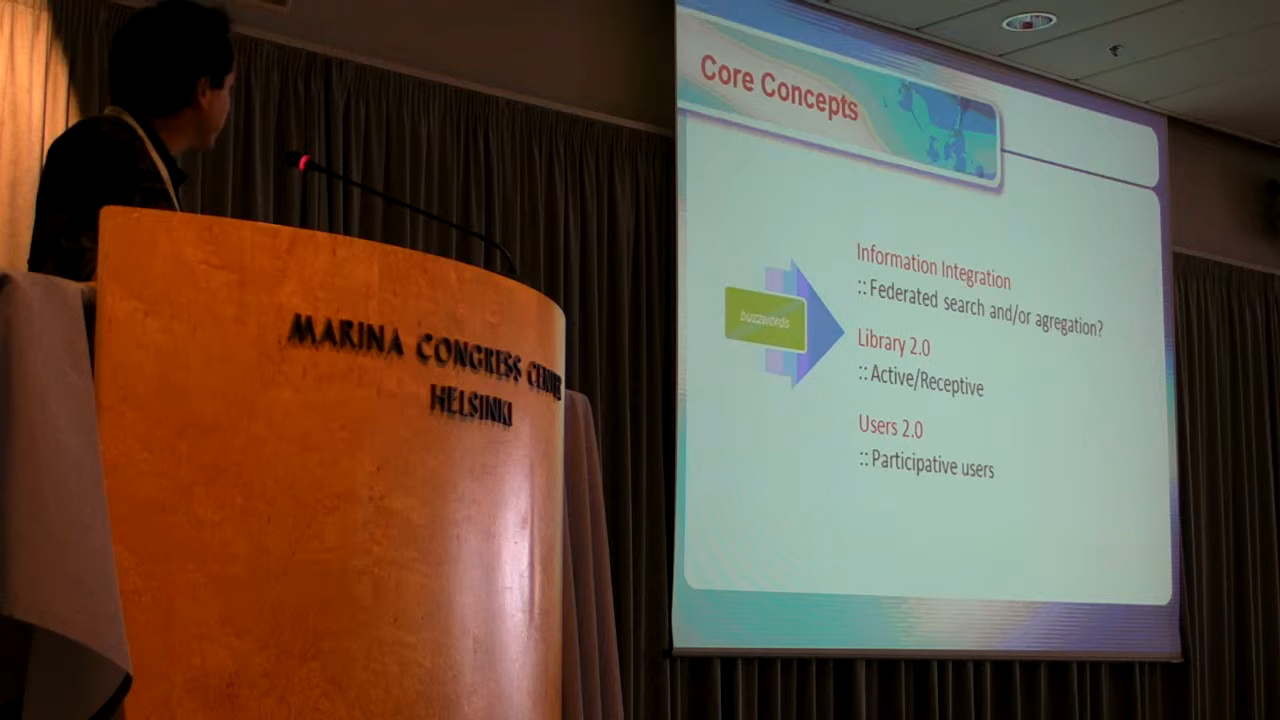 MARINA CONGRESS CENTER
HELSINKI
Core Concepts
buzzwords
Information Integration
:: Federated search and/or agregation?
Library 2.0
:: Active/Receptive
Users 2.0
:: Participative users